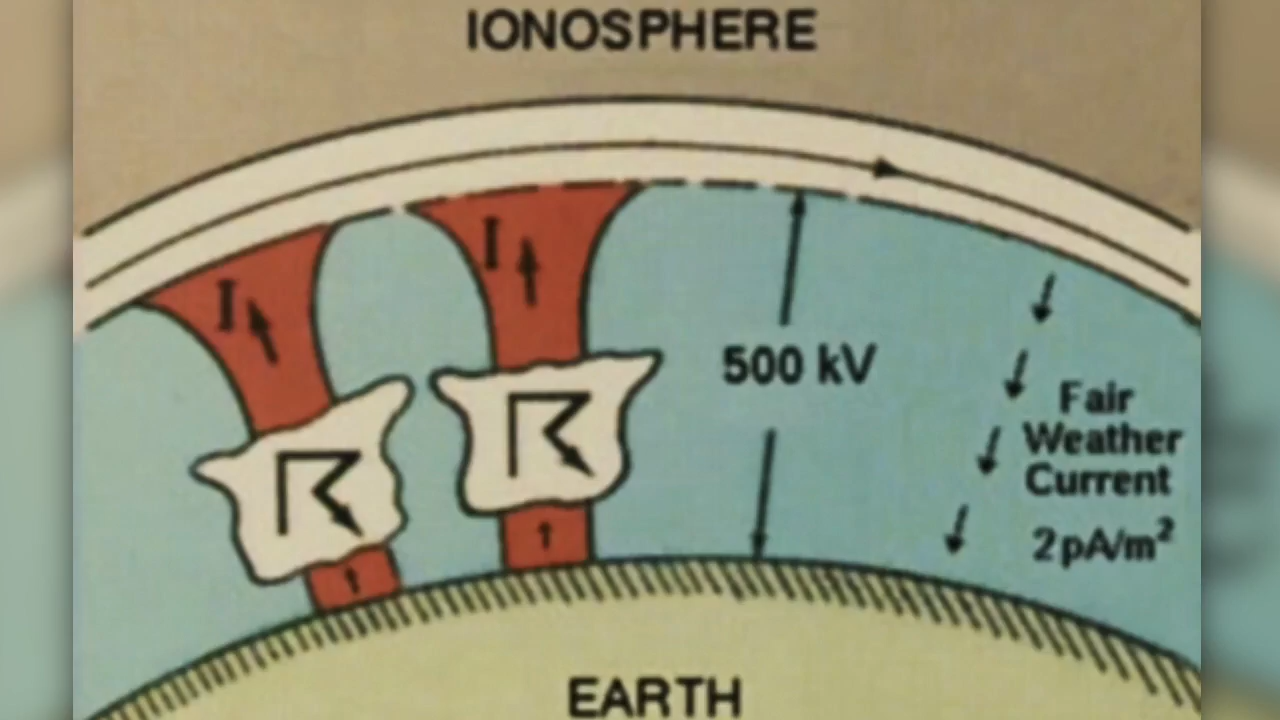 IONOSPHERE
I
I
500 kV
Fair
Weather
Current
2pA/m²
EARTH